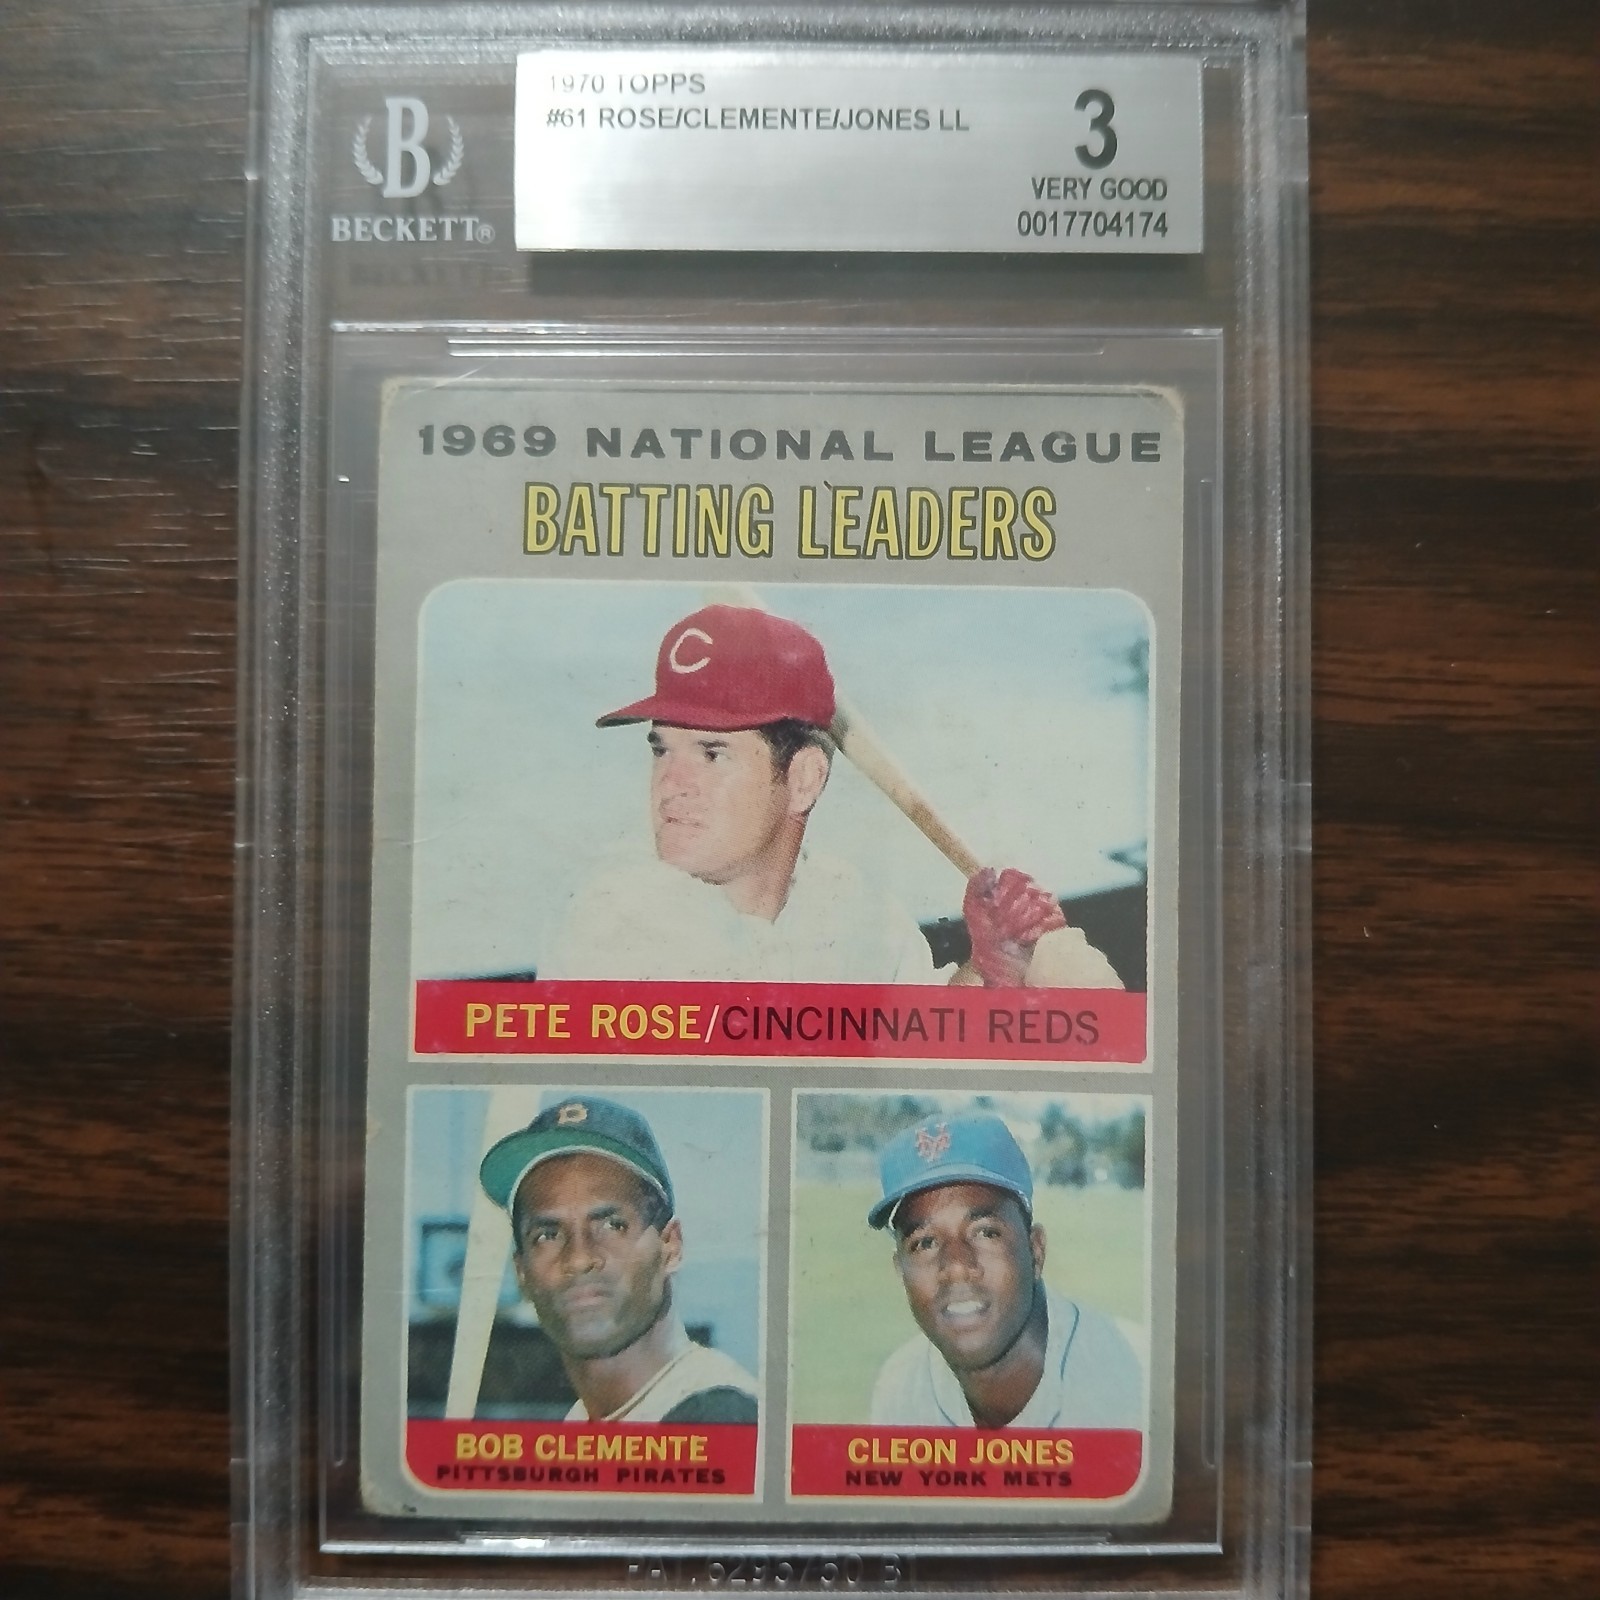 1970 TOPPS
#61 ROSE/CLEMENTE/JONES LL
3
VERY GOOD
0017704174
B
BECKETT®
1969 NATIONAL LEAGUE
BATTING LEADERS
C
PETE ROSE/CINCINNATI REDS
BOB CLEMENTE
PITTSBURGH PIRATES
CLEON JONES
NEW YORK METS